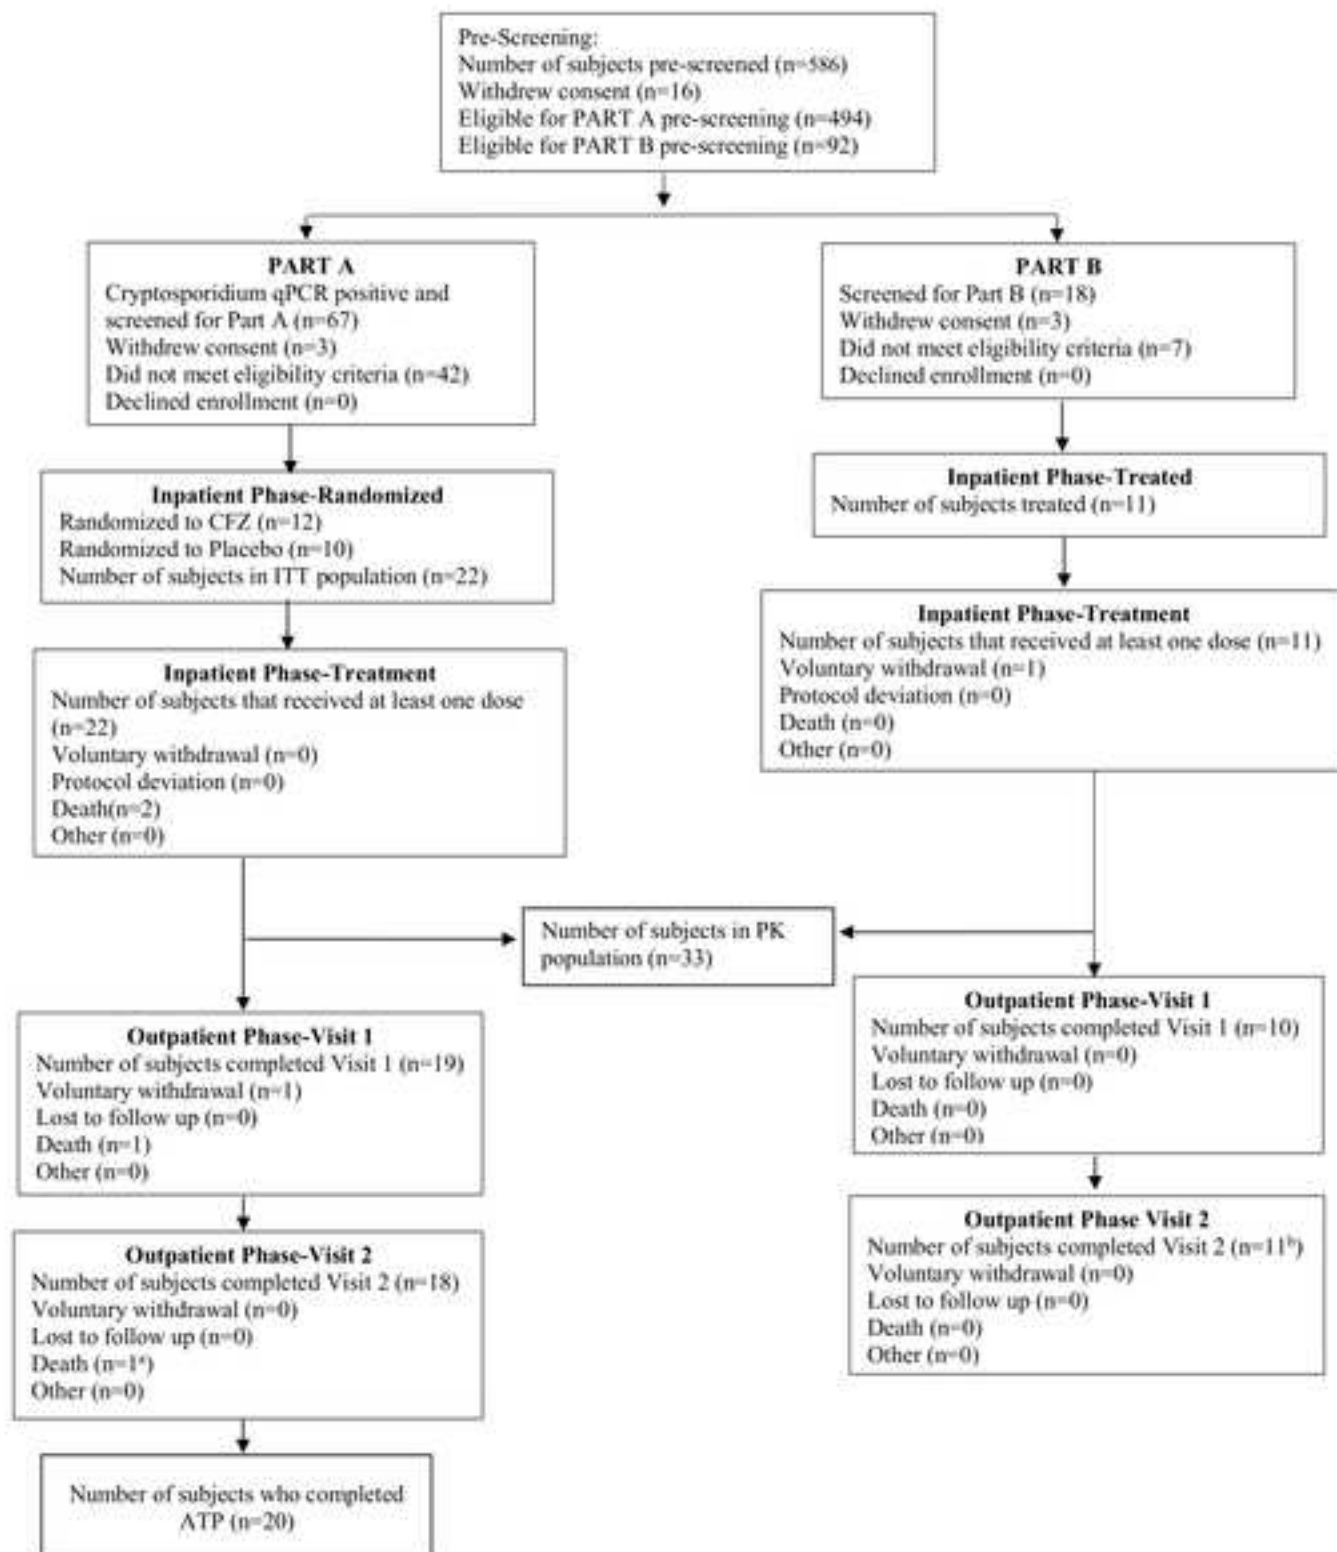 Pre-Screening:
Number of subjects pre-screened (n=586)
Withdrew consent (n=16)
Eligible for PART A pre-screening (n=494)
Eligible for PART B pre-screening (n=92)
PART A
Cryptosporidium qPCR positive and
screened for Part A (n=67)
Withdrew consent (n=3)
Did not meet eligibility criteria (n=42)
Declined enrollment (n=0)
PART B
Screened for Part B (n=18)
Withdrew consent (n=3)
Did not meet eligibility criteria (n=7)
Declined enrollment (n=0)
Inpatient Phase-Randomized
Randomized to CFZ (n=12)
Randomized to Placebo (n=10)
Number of subjects in ITT population (n=22)
Inpatient Phase-Treated
Number of subjects treated (n=11)
Inpatient Phase-Treatment
Number of subjects that received at least one dose
(n=22)
Voluntary withdrawal (n=0)
Protocol deviation (n=0)
Death(n=2)
Other (n=0)
Inpatient Phase-Treatment
Number of subjects that received at least one dose (n=11)
Voluntary withdrawal (n=1)
Protocol deviation (n=0)
Death (n=0)
Other (n=0)
Number of subjects in PK
population (n=33)
Outpatient Phase-Visit 1
Number of subjects completed Visit 1 (n=19)
Voluntary withdrawal (n=1)
Lost to follow up (n=0)
Death (n=1)
Other (n=0)
Outpatient Phase-Visit 1
Number of subjects completed Visit 1 (n=10)
Voluntary withdrawal (n=0)
Lost to follow up (n=0)
Death (n=0)
Other (n=0)
Outpatient Phase-Visit 2
Number of subjects completed Visit 2 (n=18)
Voluntary withdrawal (n=0)
Lost to follow up (n=0)
Death (n=1ª)
Other (n=0)
Outpatient Phase Visit 2
Number of subjects completed Visit 2 (n=11ᵇ)
Voluntary withdrawal (n=0)
Lost to follow up (n=0)
Death (n=0)
Other (n=0)
Number of subjects who completed
ATP (n=20)